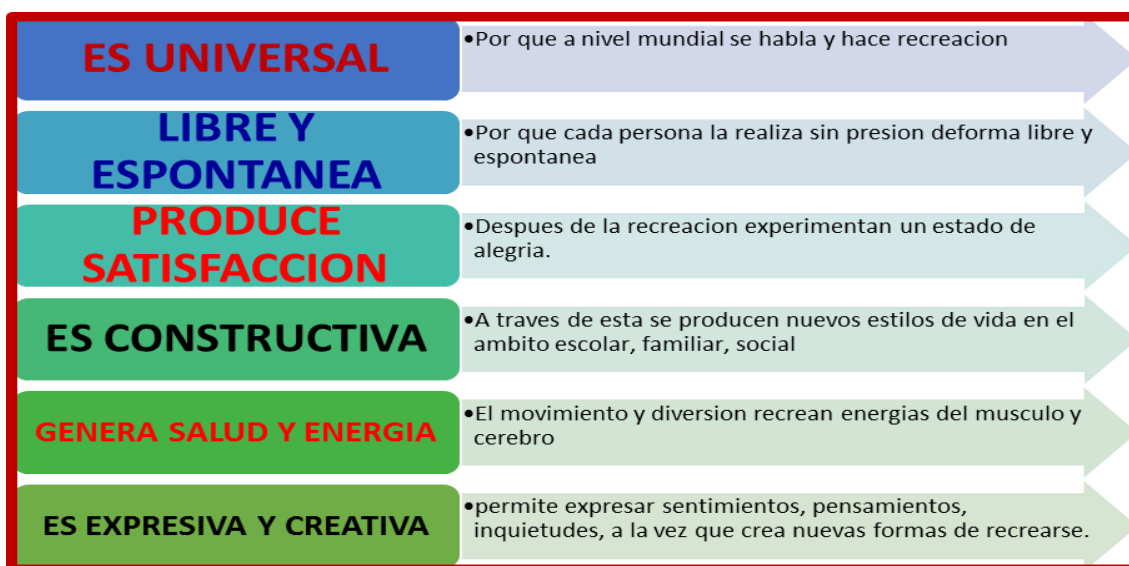 ES UNIVERSAL
•Por que a nivel mundial se habla y hace recreacion
LIBRE Y
ESPONTANEA
•Por que cada persona la realiza sin presion deforma libre y
espontanea
PRODUCE
SATISFACCION
•Despues de la recreacion experimentan un estado de
alegria.
ES CONSTRUCTIVA
•A traves de esta se producen nuevos estilos de vida en el
ambito escolar, familiar, social
GENERA SALUD Y ENERGIA
•El movimiento y diversion recrean energias del musculo y
cerebro
ES EXPRESIVA Y CREATIVA
•permite expresar sentimientos, pensamientos,
inquietudes, a la vez que crea nuevas formas de recrearse.